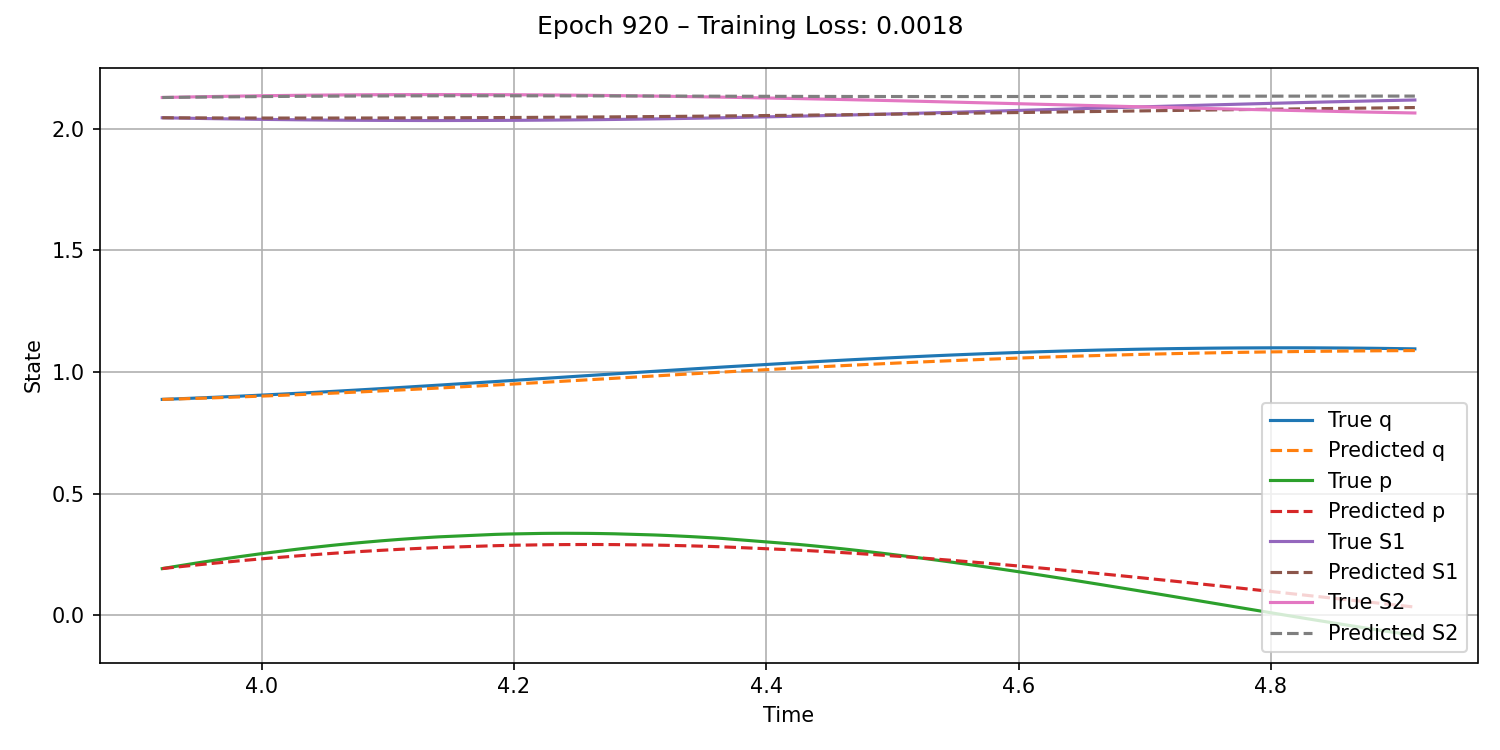 Epoch 920 – Training Loss: 0.0018
State
2.0
1.5
1.0
0.5
0.0
True q
Predicted q
True p
Predicted p
True S1
Predicted S1
True S2
Predicted S2
4.0 4.2 4.4 4.6 4.8
Time